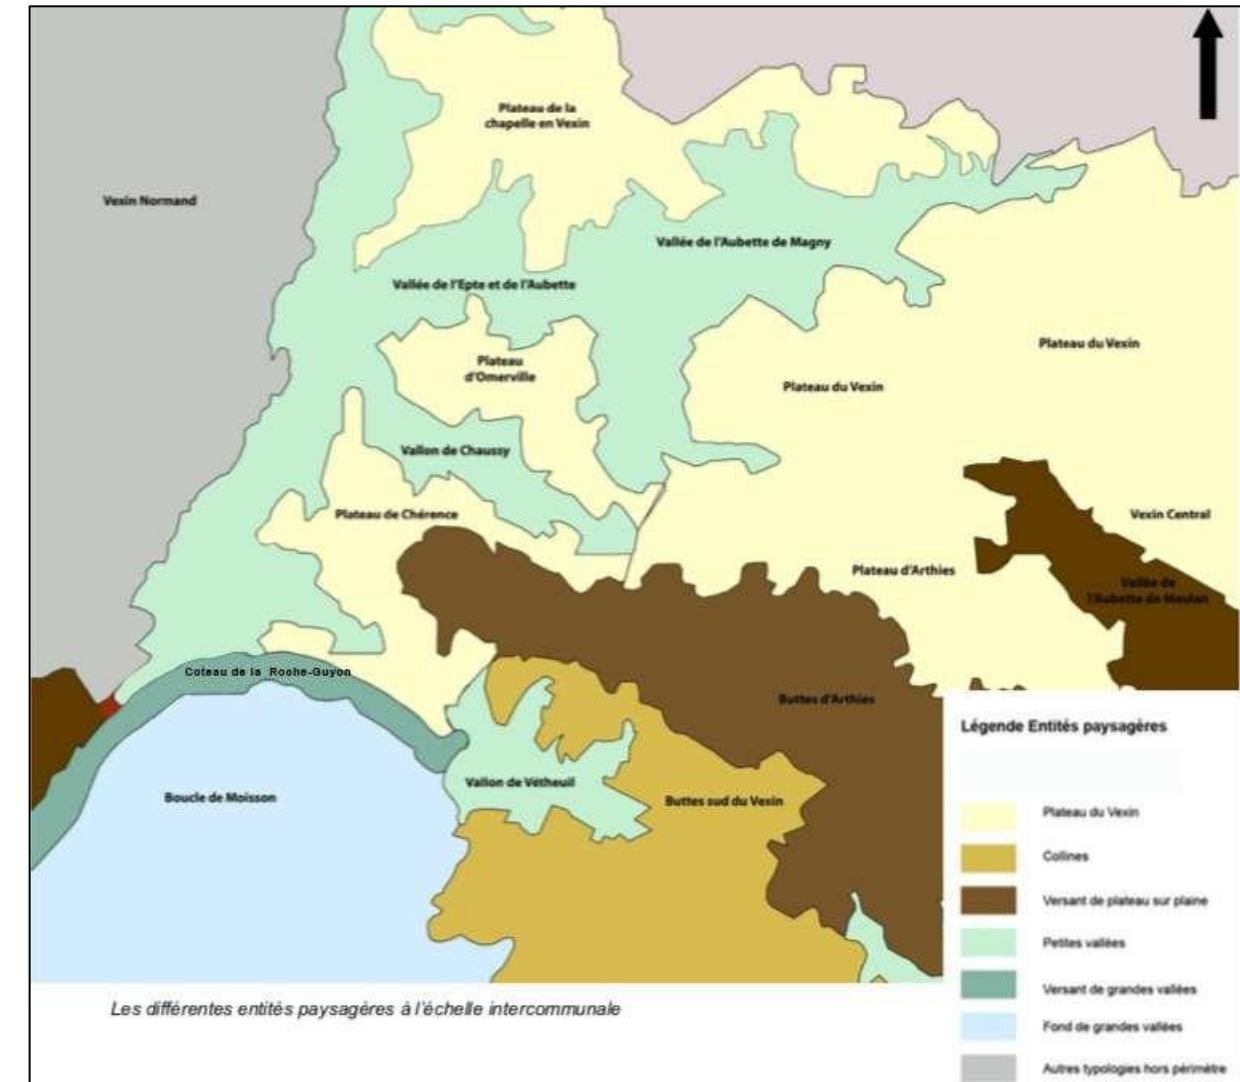 Plateau de la
chapelle en Vexin
Vexin Normand
Vallée de l'Aubette de Magny
Vallée de l'Epte et de l'Aubette
Plateau du Vexin
Plateau
d'Omerville
Plateau du Vexin
Vallon de Chaussy
Plateau de Chérence
Vexin Central
Plateau d'Arthies
Vallée de
l'Aubette de Meulan
Coteau de la Roche-Guyon
Buttes d'Arthies
Vallon de Vétheuil
Boucle de Moisson
Buttes sud du Vexin
Légende Entités paysagères
Plateau du Vexin
Collines
Versant de plateau sur plaine
Petites vallées
Versant de grandes vallées
Fond de grandes vallées
Autres typologies hors périmètre
Les différentes entités paysagères à l'échelle intercommunale